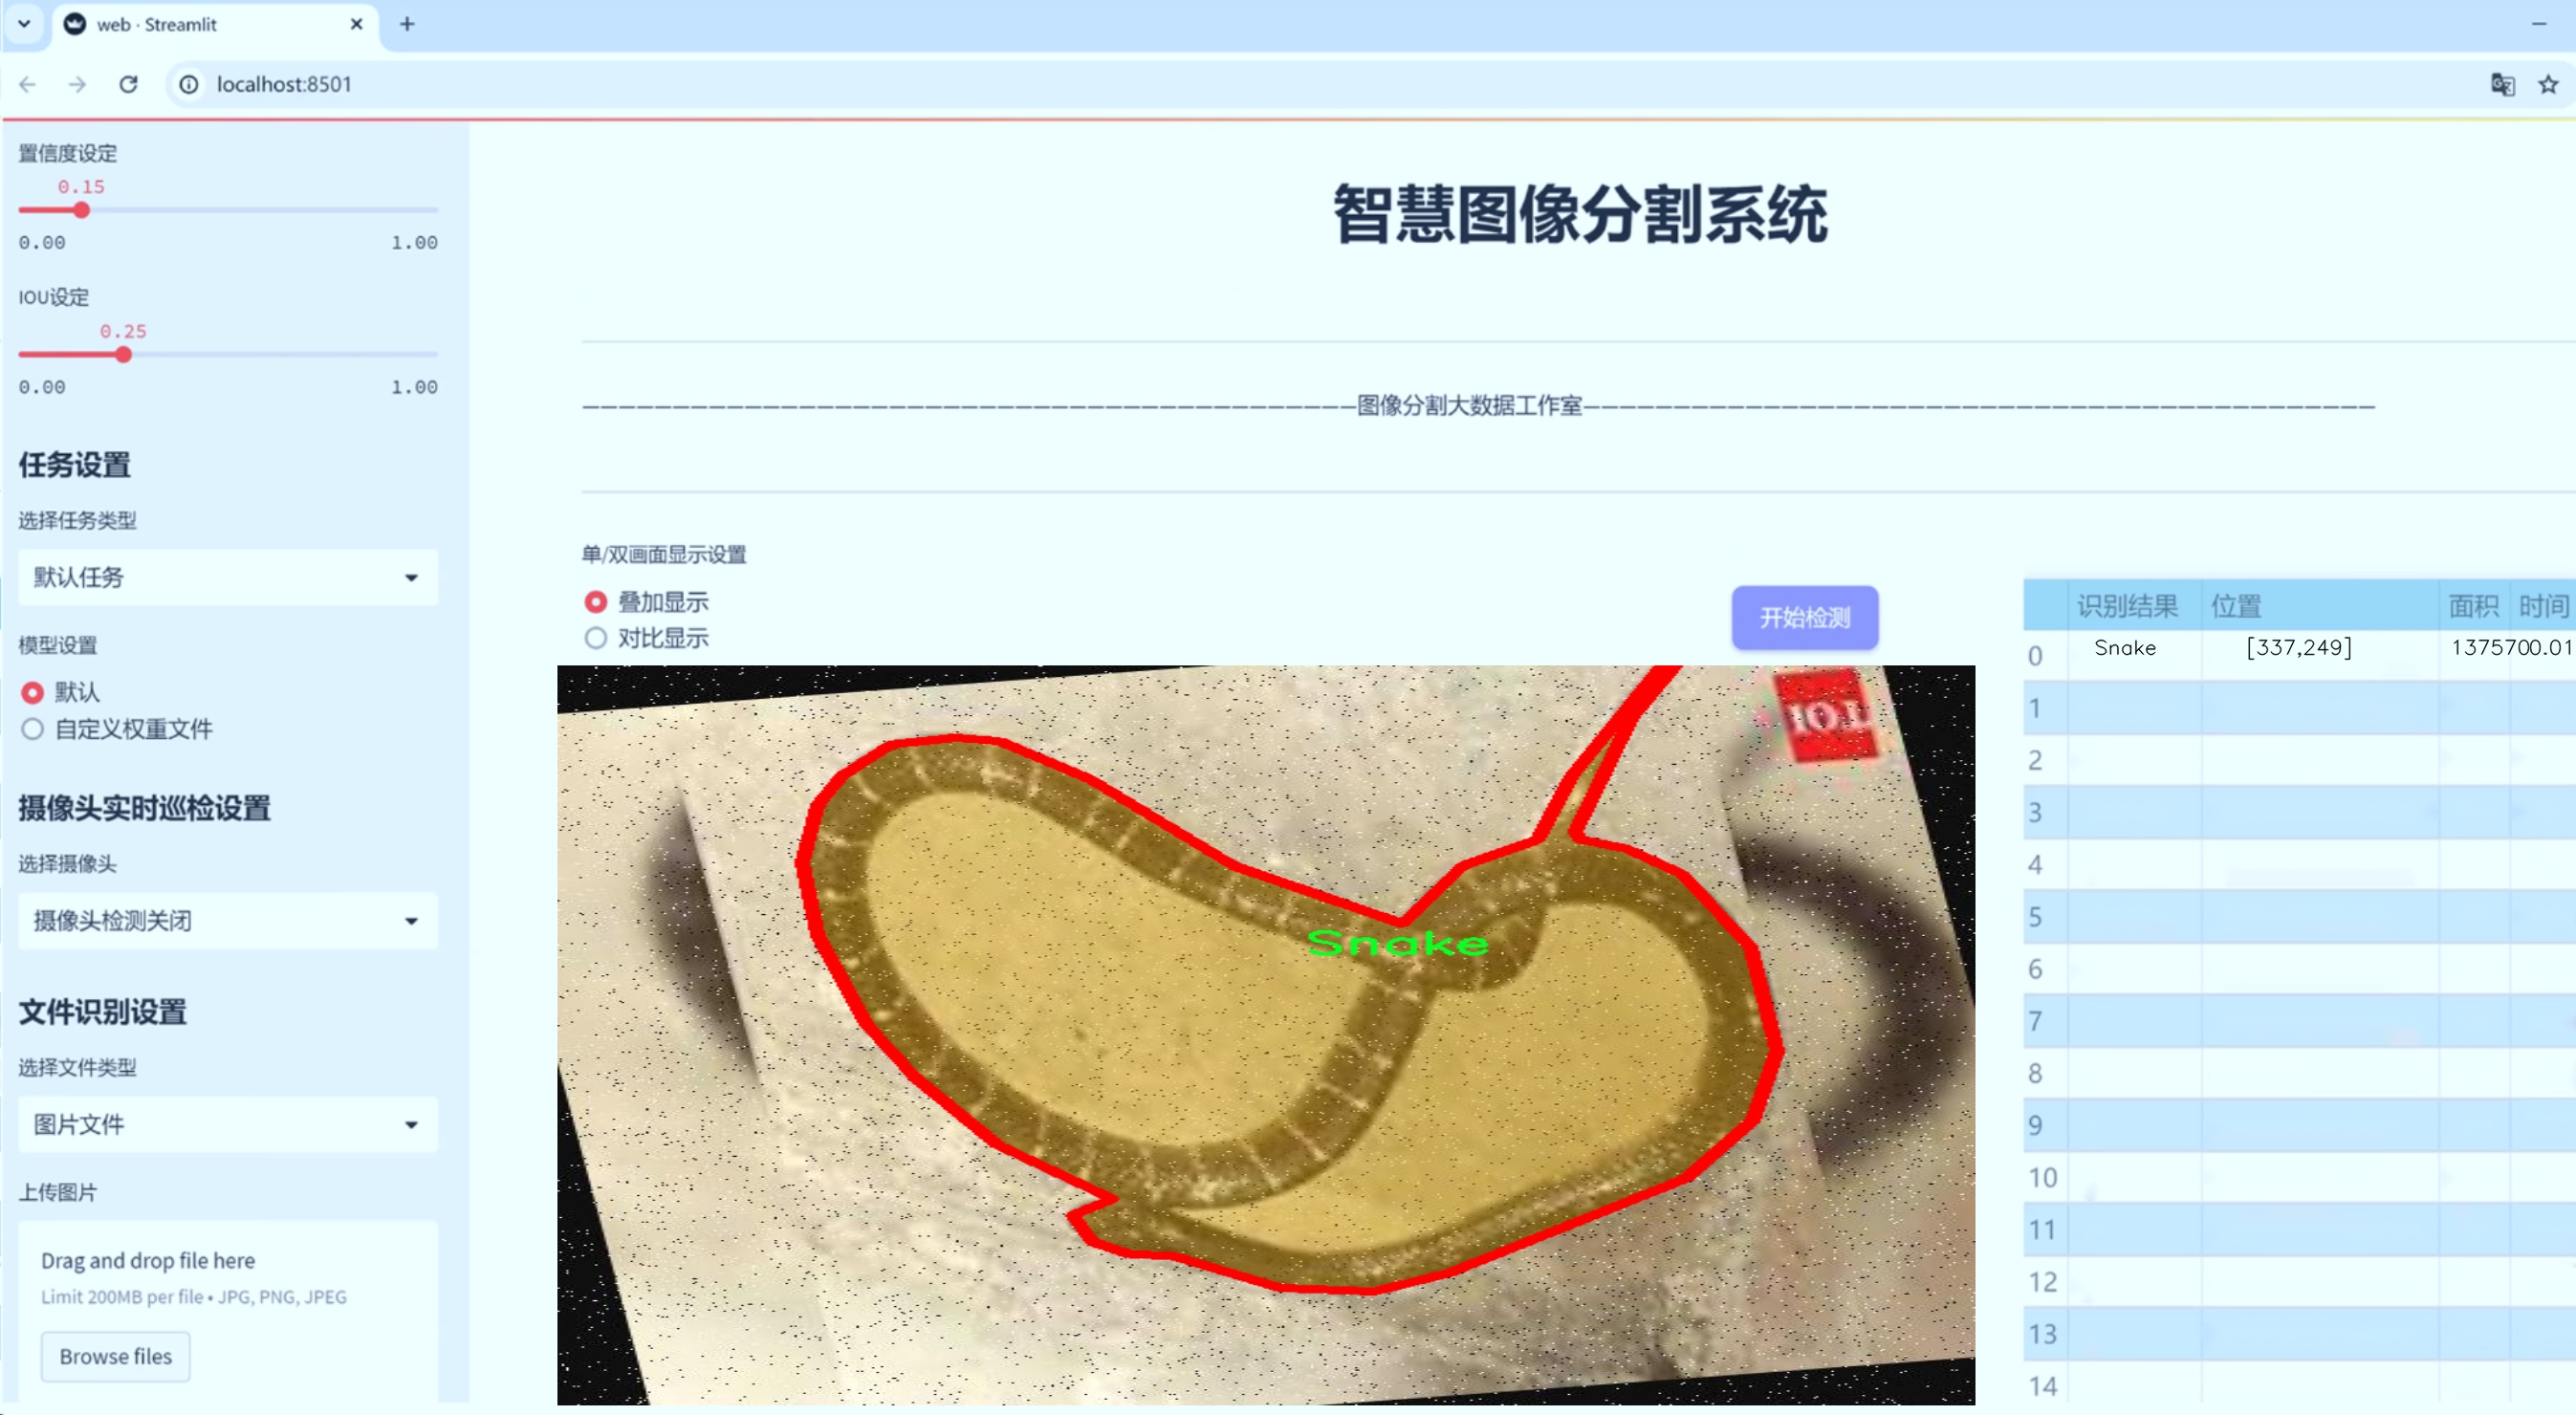 web · Streamlit
localhost:8501
置信度设定
0.15
0.00 1.00
IOU设定
0.25
0.00 1.00
任务设置
选择任务类型
默认任务
模型设置
默认
自定义权重文件
摄像头实时巡检设置
选择摄像头
摄像头检测关闭
文件识别设置
选择文件类型
图片文件
上传图片
Drag and drop file here
Limit 200MB per file • JPG, PNG, JPEG
Browse files
智慧图像分割系统
———————————————————————————————————————————图像分割大数据工作室————————————————————————————————————————————
单/双画面显示设置
叠加显示
对比显示
开始检测
Snake
识别结果 位置 面积 时间
0 Snake [337,249] 1375700.01
1
2
3
4
5
6
7
8
9
10
11
12
13
14